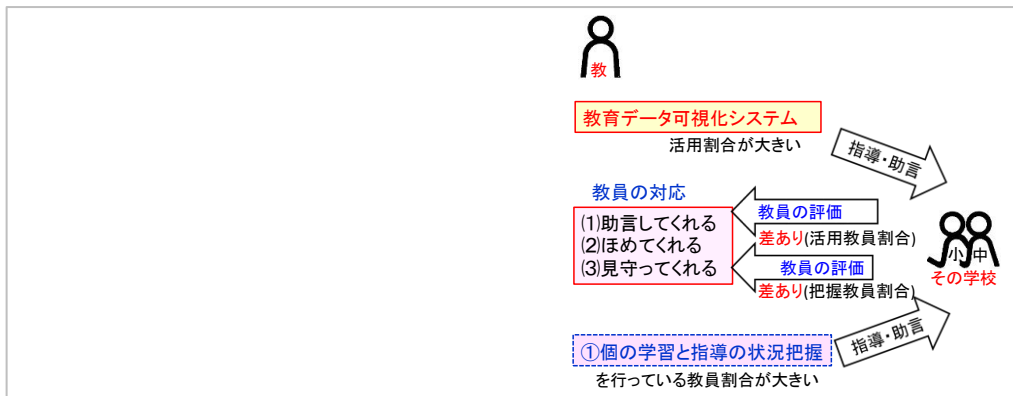 教
教育データ可視化システム
活用割合が大きい
指導・助言
教員の対応
(1)助言してくれる
(2)ほめてくれる
(3)見守ってくれる
教員の評価
差あり(活用教員割合)
教員の評価
差あり(把握教員割合)
小 中
その学校
指導・助言
①個の学習と指導の状況把握
を行っている教員割合が大きい